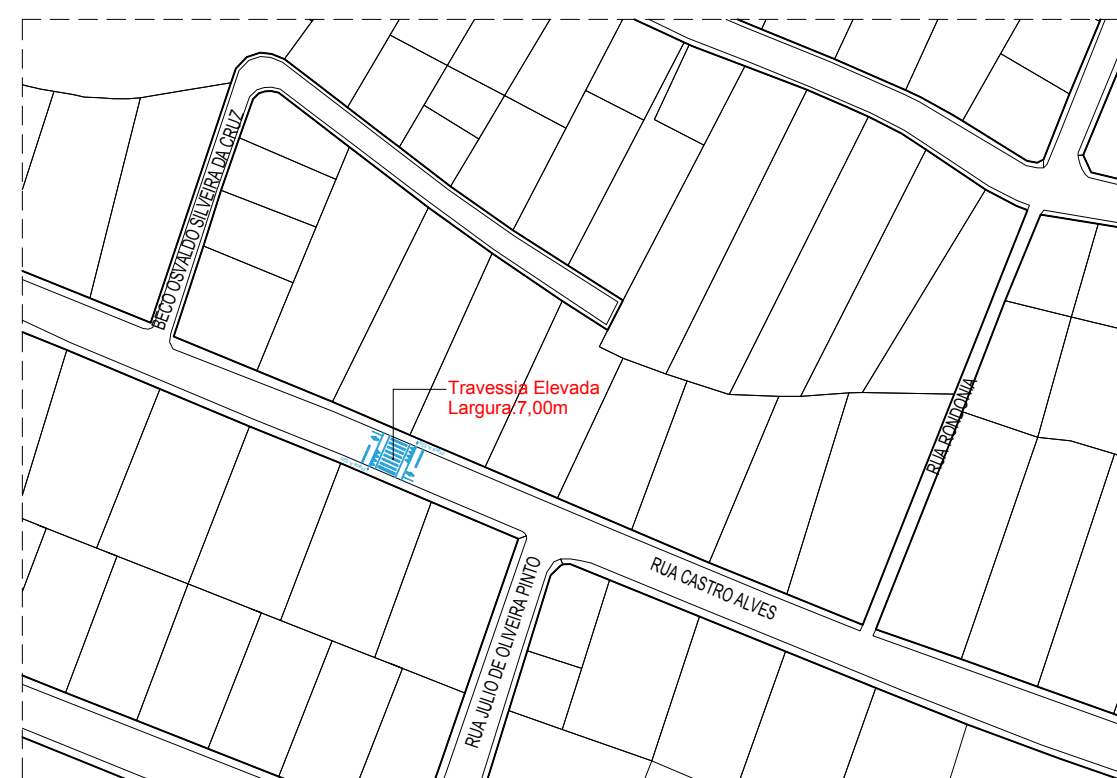 BECO OSVALDO SILVEIRA DA CRUZ
Travessia Elevada
Largura:7,00m
RUA RONDONIA
RUA CASTRO ALVES
RUA JULIO DE OLIVEIRA PINTO